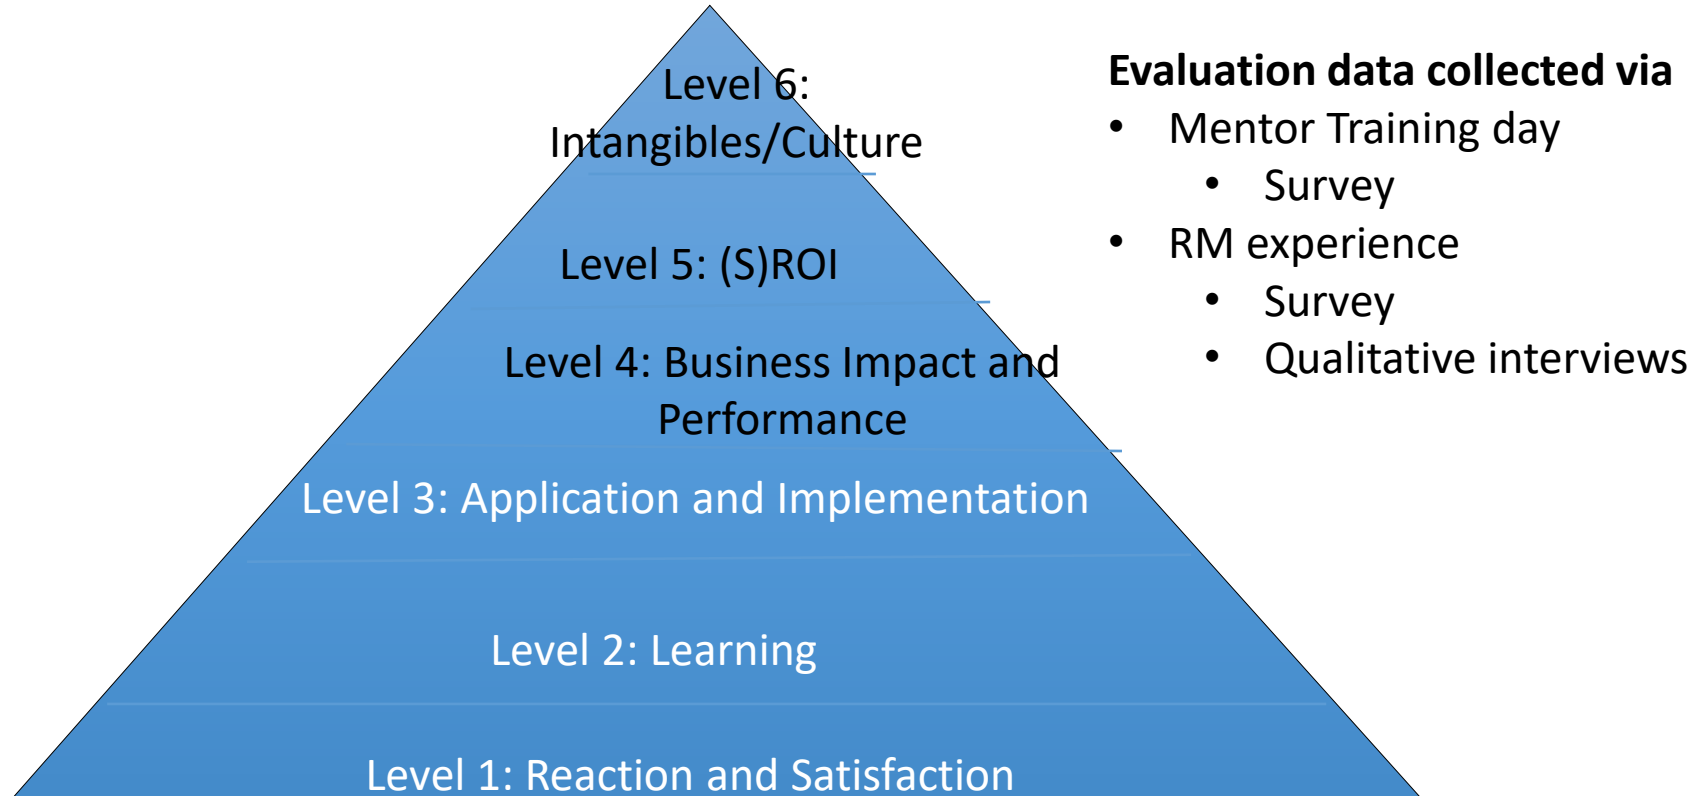 Level 6:
Intangibles/Culture
Level 5: (S)ROI
Level 4: Business Impact and
Performance
Level 3: Application and Implementation
Level 2: Learning
Level 1: Reaction and Satisfaction
Evaluation data collected via
• Mentor Training day
• Survey
• RM experience
• Survey
• Qualitative interviews